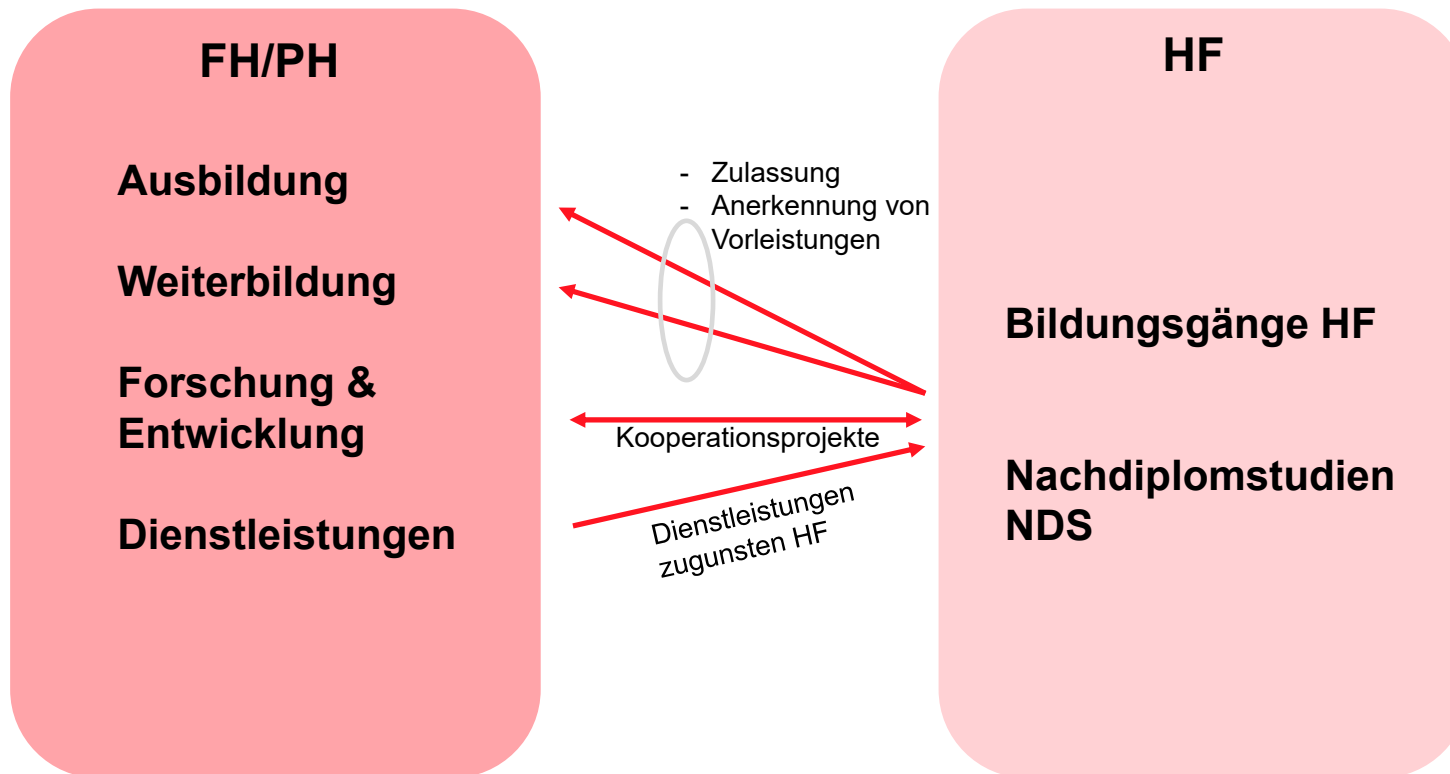 FH/PH
Ausbildung
Weiterbildung
Forschung &
Entwicklung
Dienstleistungen
- Zulassung
- Anerkennung von
Vorleistungen
Kooperationsprojekte
Dienstleistungen
zugunsten HF
HF
Bildungsgänge HF
Nachdiplomstudien
NDS